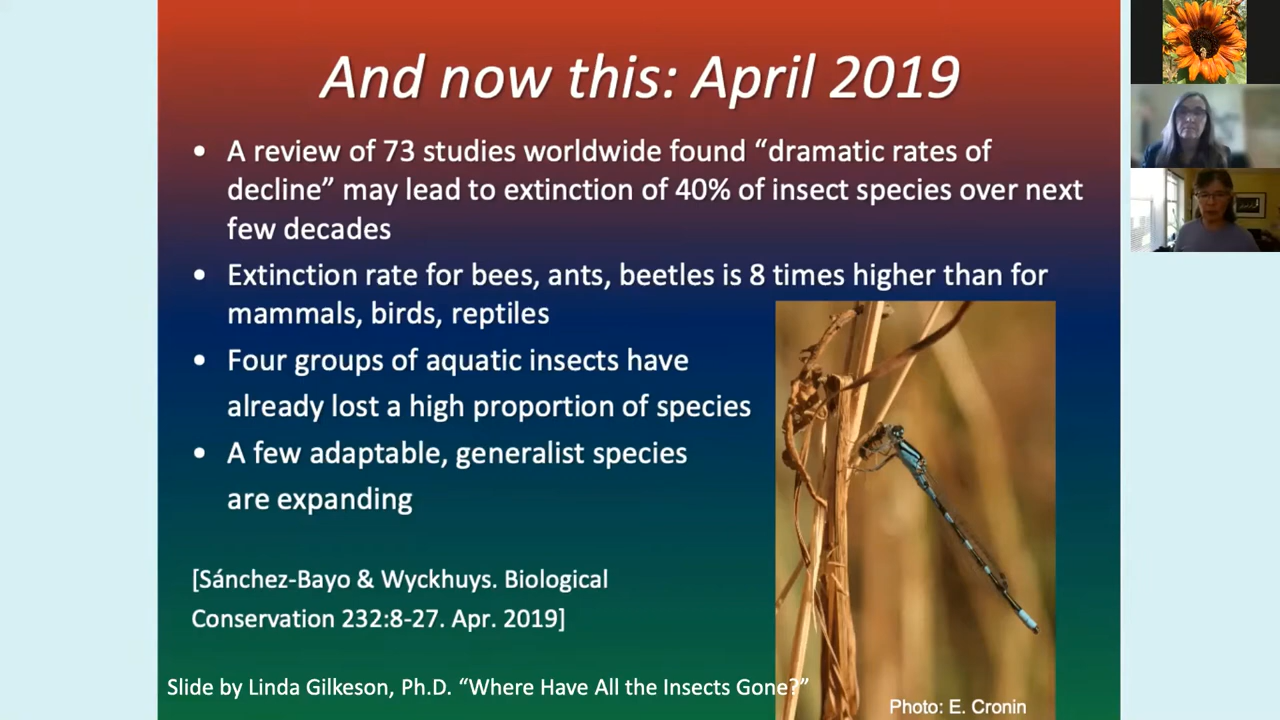 And now this: April 2019
• A review of 73 studies worldwide found “dramatic rates of
decline” may lead to extinction of 40% of insect species over next
few decades
• Extinction rate for bees, ants, beetles is 8 times higher than for
mammals, birds, reptiles
• Four groups of aquatic insects have
already lost a high proportion of species
• A few adaptable, generalist species
are expanding
[Sánchez-Bayo & Wyckhuys. Biological
Conservation 232:8-27. Apr. 2019]
Slide by Linda Gilkeson, Ph.D. “Where Have All the Insects Gone?”
Photo: E. Cronin